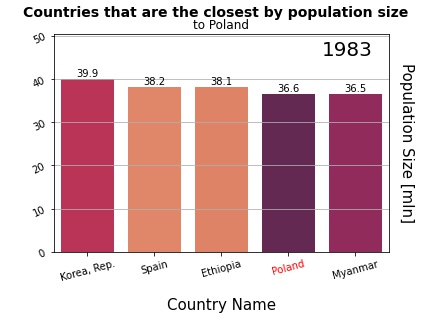 Countries that are the closest by population size
to Poland
1983
50
40
30
20
10
0
39.9
38.2
38.1
36.6
36.5
Korea, Rep.
Spain
Ethiopia
Poland
Myanmar
Country Name
Population Size [mln]